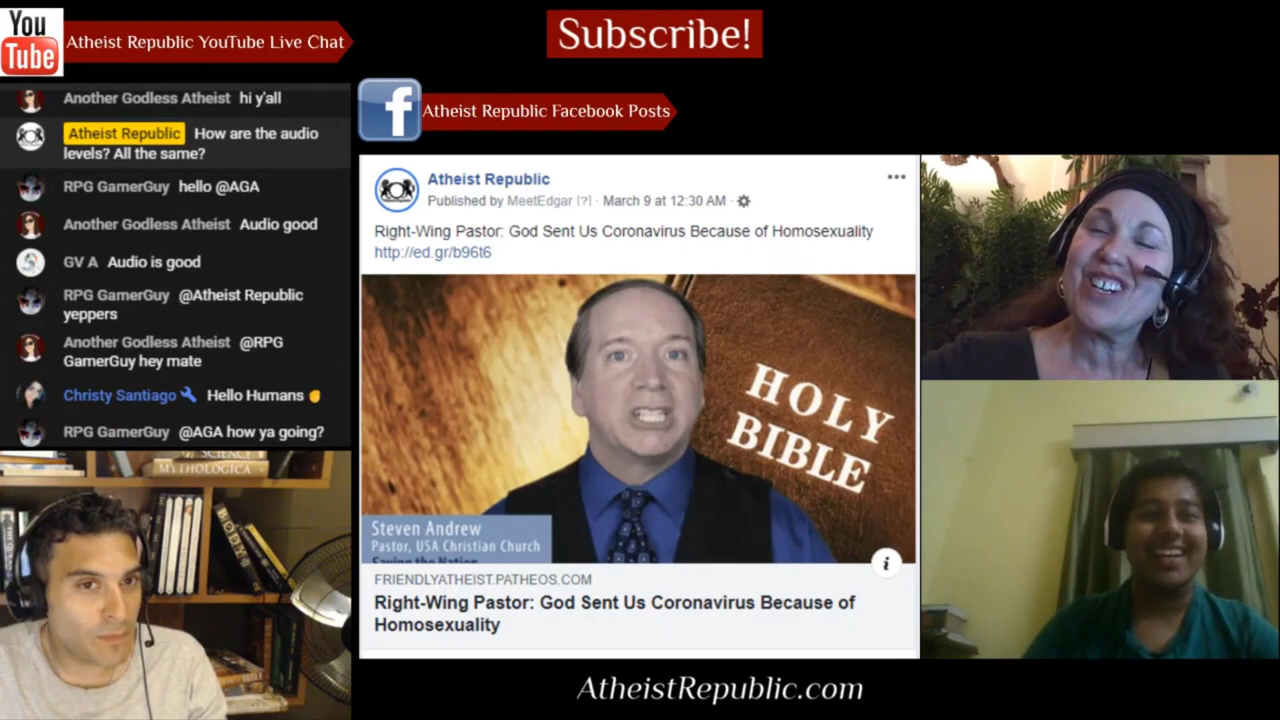 You
Tube
Atheist Republic YouTube Live Chat
Subscribe!
Atheist Republic Facebook Posts
Another Godless Atheist hi y'all
Atheist Republic How are the audio
levels? All the same?
RPG GamerGuy hello @AGA
Another Godless Atheist Audio good
GV A Audio is good
RPG GamerGuy @Atheist Republic
yeppers
Another Godless Atheist @RPG
GamerGuy hey mate
Christy Santiago Hello Humans
RPG GamerGuy @AGA how ya going?
f
Atheist Republic
Published by MeetEdgar [?] · March 9 at 12:30 AM ·
Right-Wing Pastor: God Sent Us Coronavirus Because of Homosexuality
http://ed.gr/b96t6
HOLY
BIBLE
Steven Andrew
Pastor, USA Christian Church
Saving the Nation
i
FRIENDLYATHEIST.PATHEOS.COM
Right-Wing Pastor: God Sent Us Coronavirus Because of
Homosexuality
SCIENCE
MYTHOLOGICA
AtheistRepublic.com